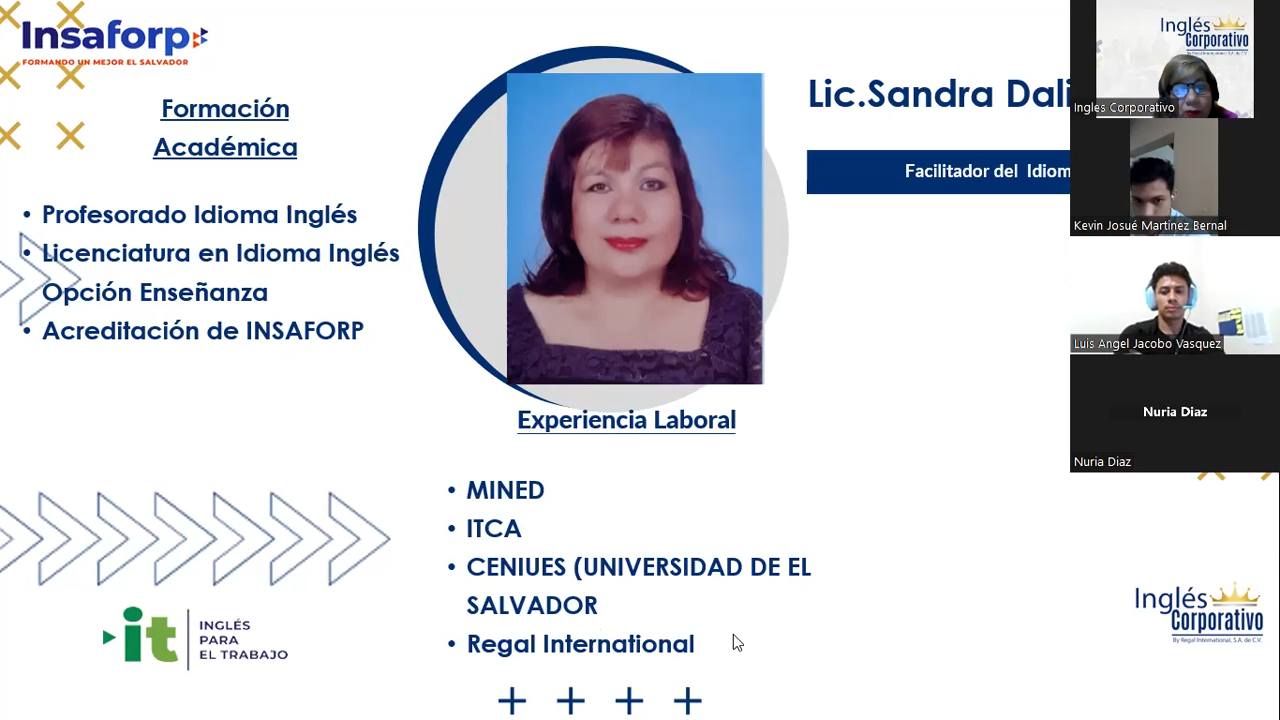 Insaforp
FORMANDO UN MEJOR EL SALVADOR
Formación
Académica
• Profesorado Idioma Inglés
• Licenciatura en Idioma Inglés
Opción Enseñanza
• Acreditación de INSAFORP
Experiencia Laboral
• MINED
• ITCA
• CENIUES (UNIVERSIDAD DE EL
SALVADOR
• Regal International
Lic.Sandra Dali
Facilitador del Idiom
it
INGLÉS
PARA
EL TRABAJO
Inglés
Corporativo
Ingles Corporativo
Kevin Josué Martinez Bernal
Luis Angel Jacobo Vasquez
Nuria Diaz
Nuria Diaz
Inglés
Corporativo
By Regal International, S.A. de C.V.